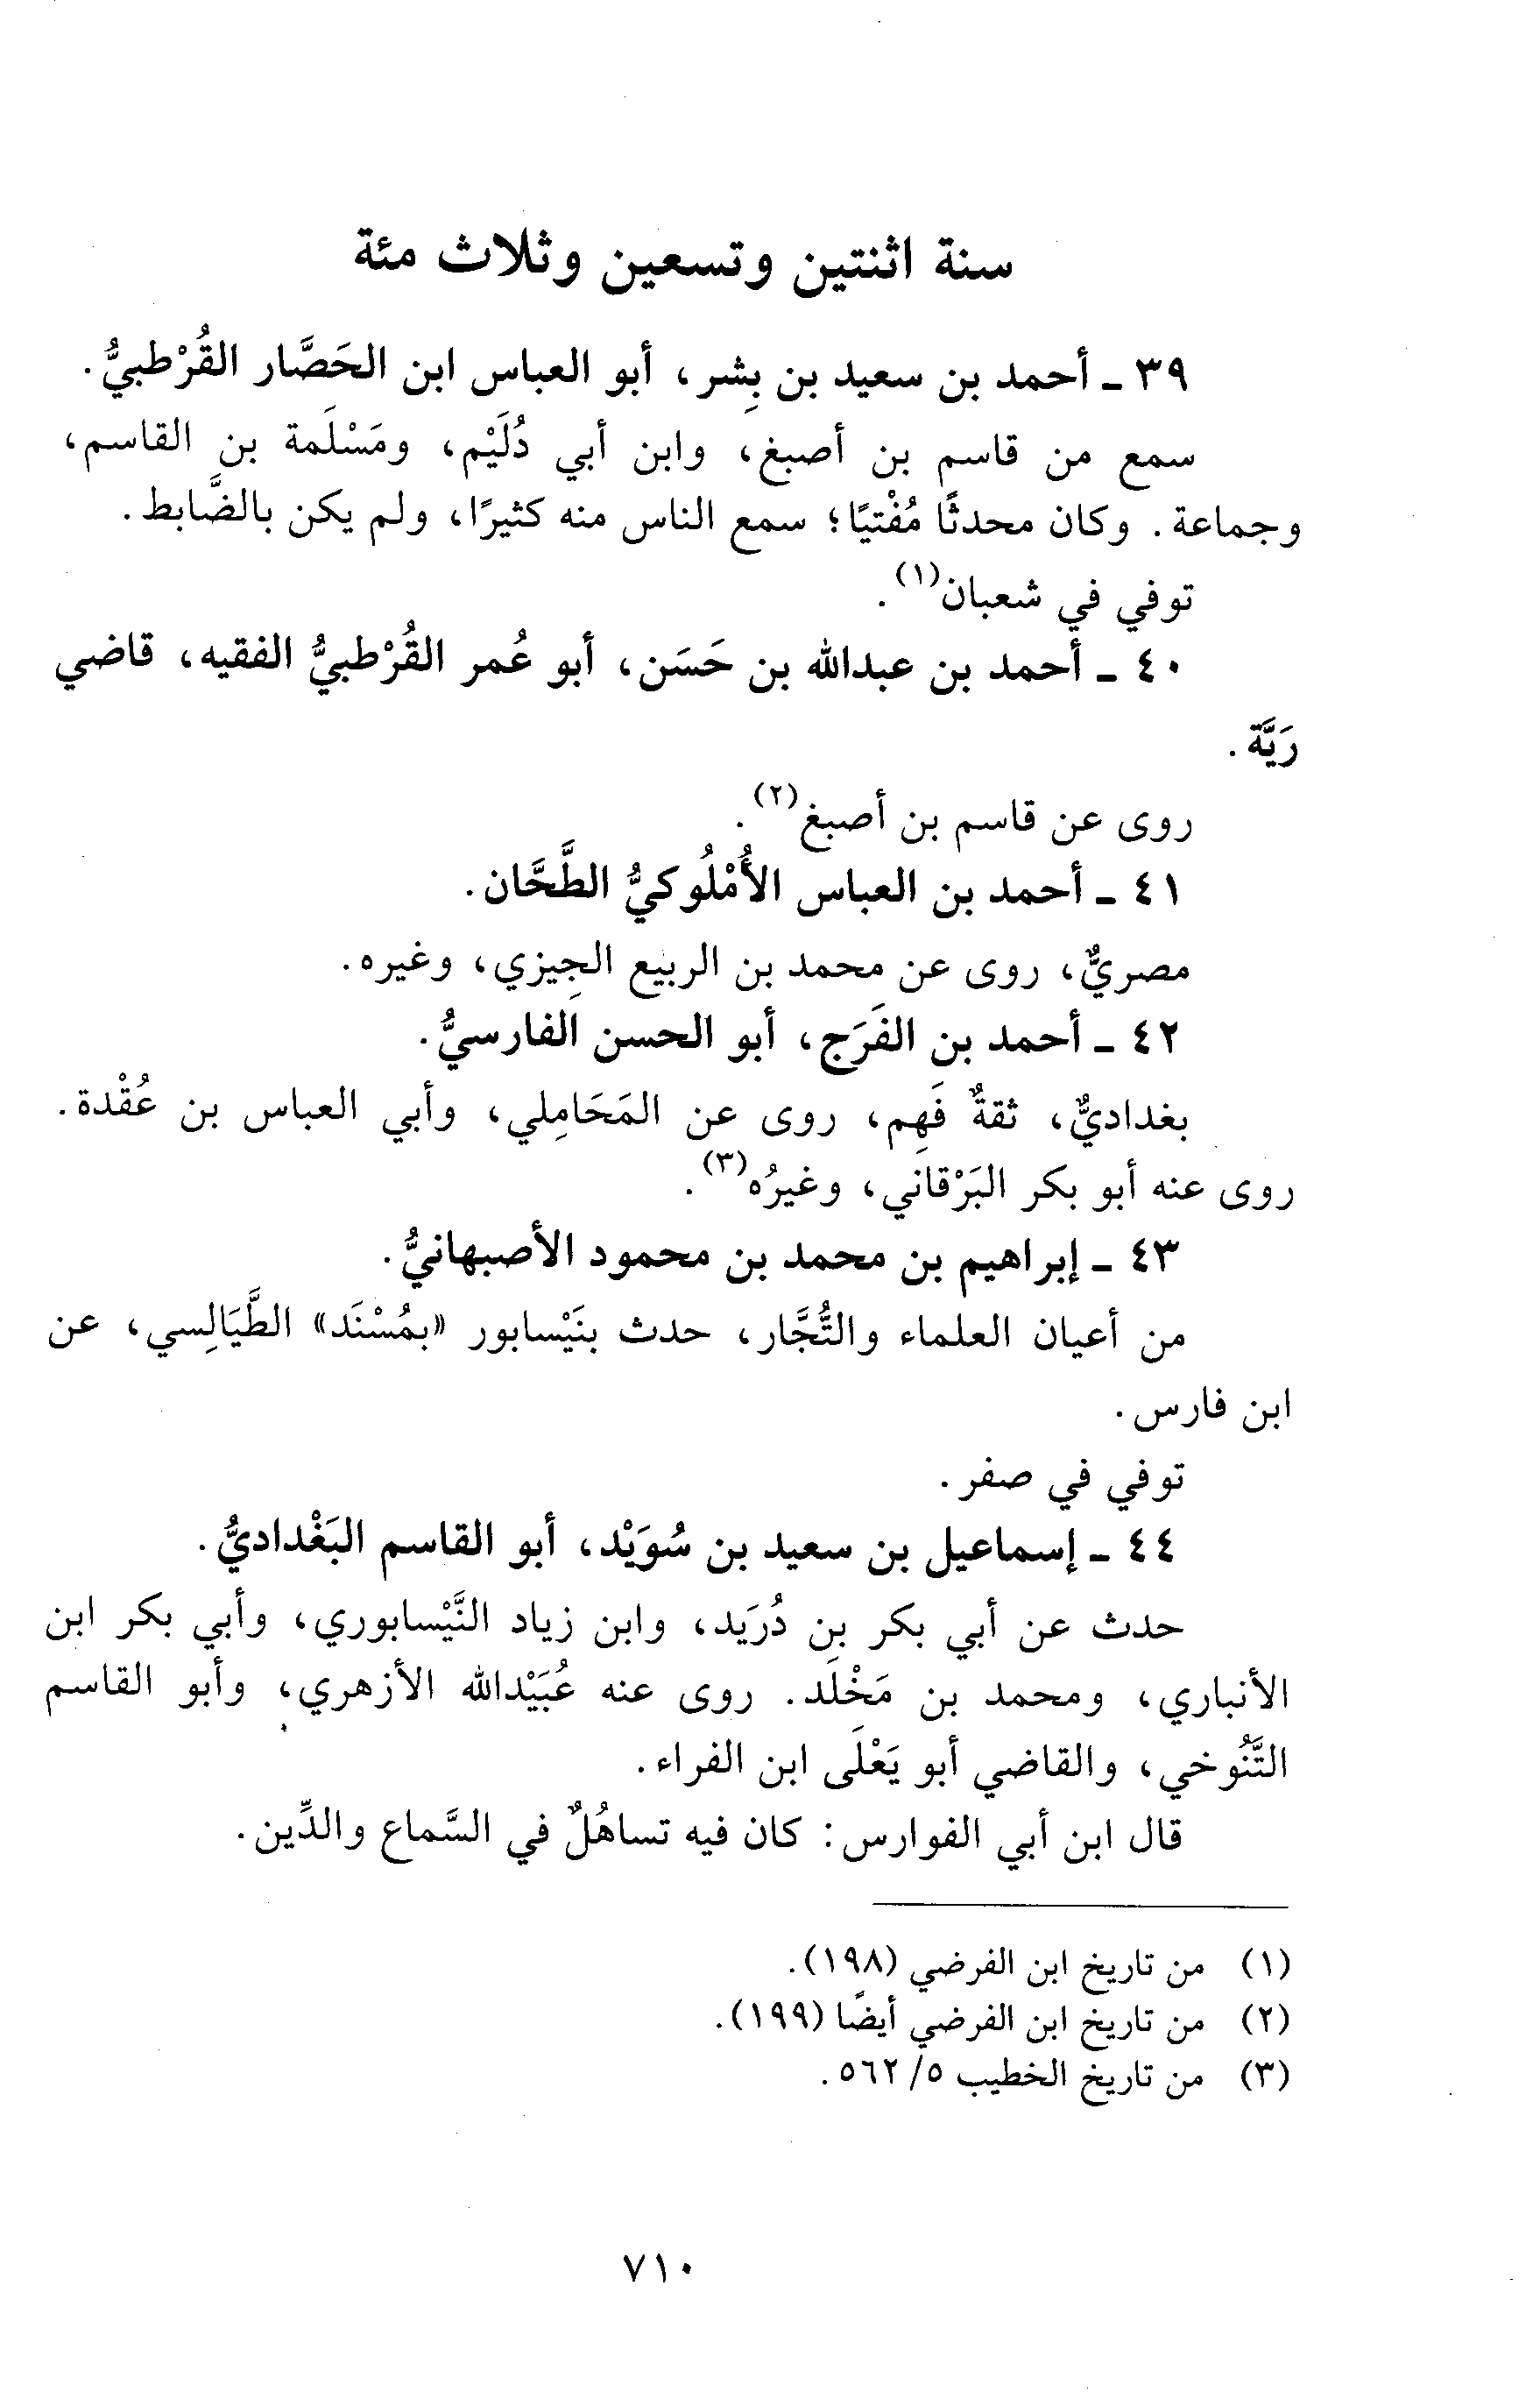 سنة اثنتين وتسعين وثلاث مئة
٣٩ ـ أحمد بن سعيد بن بِشر، أبو العباس ابن الحَصَّار القُرْطبيُّ.
سمع من قاسم بن أصبغ، وابن أبي دُلَيْم، ومَسْلَمة بن القاسم،
وجماعة. وكان محدثًا مُفْتيًا؛ سمع الناس منه كثيرًا، ولم يكن بالضَّابط.
توفي في شعبان(١).
٤٠ ـ أحمد بن عبدالله بن حَسَن، أبو عُمر القُرْطبيُّ الفقيه، قاضي
رَيَّة.
روى عن قاسم بن أصبغ(٢).
٤١ ـ أحمد بن العباس الأُمْلُوكيُّ الطَّحَّان.
مصريٌّ، روى عن محمد بن الربيع الجِيزي، وغيره.
٤٢ ـ أحمد بن الفَرَج، أبو الحسن الفارسيُّ.
بغداديٌّ، ثقةٌ فَهِم، روى عن المَحَامِلي، وأبي العباس بن عُقْدة.
روى عنه أبو بكر البَرْقاني، وغيرُه(٣).
٤٣ ـ إبراهيم بن محمد بن محمود الأصبهانيُّ.
من أعيان العلماء والتُّجَّار، حدث بنَيْسابور «بمُسْنَد» الطَّيَالِسي، عن
ابن فارس.
توفي في صفر.
٤٤ ـ إسماعيل بن سعيد بن سُوَيْد، أبو القاسم البَغْداديُّ.
حدث عن أبي بكر بن دُرَيد، وابن زياد النَّيْسابوري، وأبي بكر ابن
الأنباري، ومحمد بن مَخْلَد. روى عنه عُبَيْدالله الأزهري، وأبو القاسم
التَّنُوخي، والقاضي أبو يَعْلَى ابن الفراء.
قال ابن أبي الفوارس: كان فيه تساهُلٌ في السَّماع والدِّين.
(١) من تاريخ ابن الفرضي (١٩٨).
(٢) من تاريخ ابن الفرضي أيضًا (١٩٩).
(٣) من تاريخ الخطيب ٥/ ٥٦٢.
٧١٠